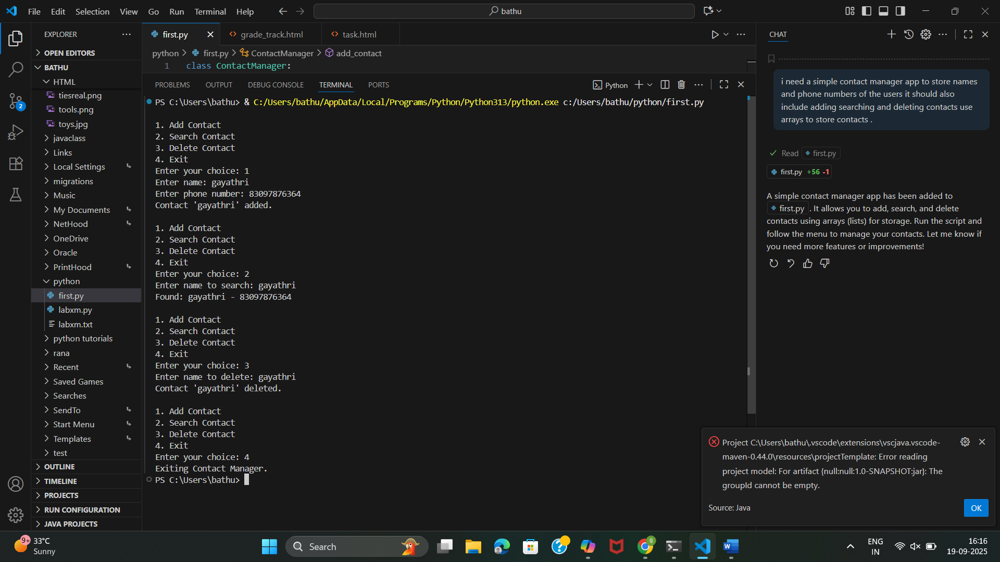 File Edit Selection View Go Run Terminal Help
bathu
EXPLORER
OPEN EDITORS
BATHU
HTML
tiesreal.png
tools.png
toys.jpg
javaclass
Links
Local Settings
migrations
Music
My Documents
NetHood
OneDrive
Oracle
PrintHood
python
first.py
labxm.py
labxm.txt
python tutorials
rana
Recent
Saved Games
Searches
SendTo
Start Menu
Templates
test
OUTLINE
TIMELINE
PROJECTS
RUN CONFIGURATION
JAVA PROJECTS
2
first.py grade_track.html task.html
python > first.py > ContactManager > add_contact
1 class ContactManager:
PROBLEMS OUTPUT DEBUG CONSOLE TERMINAL PORTS
Python
PS C:\Users\bathu> & C:/Users/bathu/AppData/Local/Programs/Python/Python313/python.exe c:/Users/bathu/python/first.py
1. Add Contact
2. Search Contact
3. Delete Contact
4. Exit
Enter your choice: 1
Enter name: gayathri
Enter phone number: 83097876364
Contact 'gayathri' added.
1. Add Contact
2. Search Contact
3. Delete Contact
4. Exit
Enter your choice: 2
Enter name to search: gayathri
Found: gayathri - 83097876364
1. Add Contact
2. Search Contact
3. Delete Contact
4. Exit
Enter your choice: 3
Enter name to delete: gayathri
Contact 'gayathri' deleted.
1. Add Contact
2. Search Contact
3. Delete Contact
4. Exit
Enter your choice: 4
Exiting Contact Manager.
PS C:\Users\bathu>
CHAT
i need a simple contact manager app to store names
and phone numbers of the users it should also
include adding searching and deleting contacts use
arrays to store contacts .
Read first.py
first.py +56 -1
A simple contact manager app has been added to
first.py . It allows you to add, search, and delete
contacts using arrays (lists) for storage. Run the script and
follow the menu to manage your contacts. Let me know if
you need more features or improvements!
Project C:\Users\bathu\.vscode\extensions\vscjava.vscode-
maven-0.44.0\resources\projectTemplate: Error reading
project model: For artifact {null:null:1.0-SNAPSHOT:jar}: The
groupId cannot be empty.
Source: Java
OK
9+
33°C
Sunny
Search
ENG
IN
16:16
19-09-2025